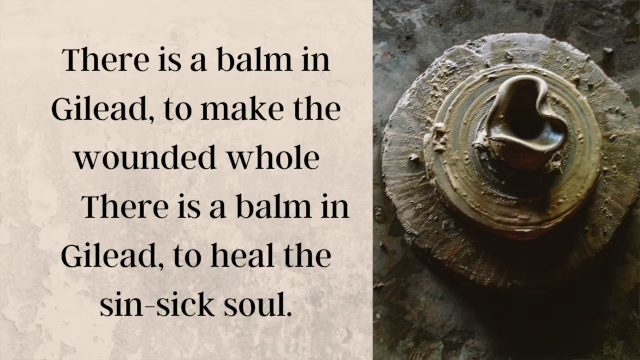 There is a balm in
Gilead, to make the
wounded whole
There is a balm in
Gilead, to heal the
sin-sick soul.